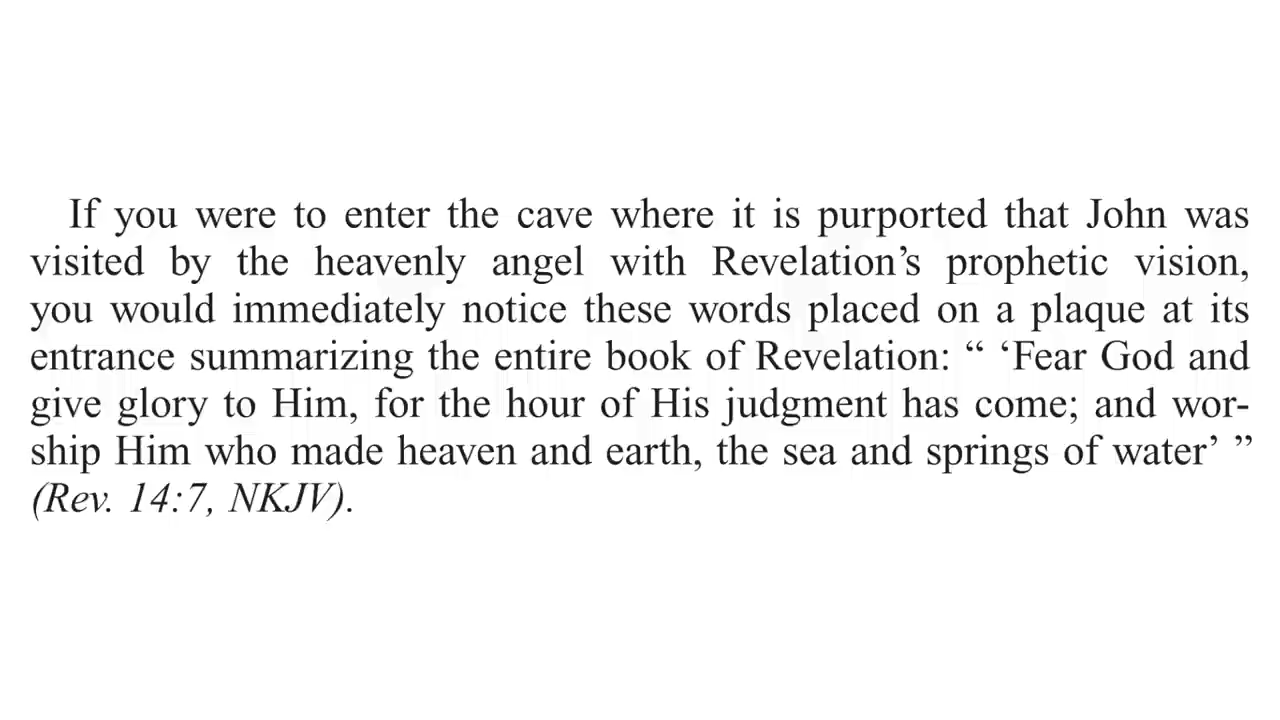 If you were to enter the cave where it is purported that John was
visited by the heavenly angel with Revelation’s prophetic vision,
you would immediately notice these words placed on a plaque at its
entrance summarizing the entire book of Revelation: “ ‘Fear God and
give glory to Him, for the hour of His judgment has come; and wor-
ship Him who made heaven and earth, the sea and springs of water’ ”
(Rev. 14:7, NKJV).